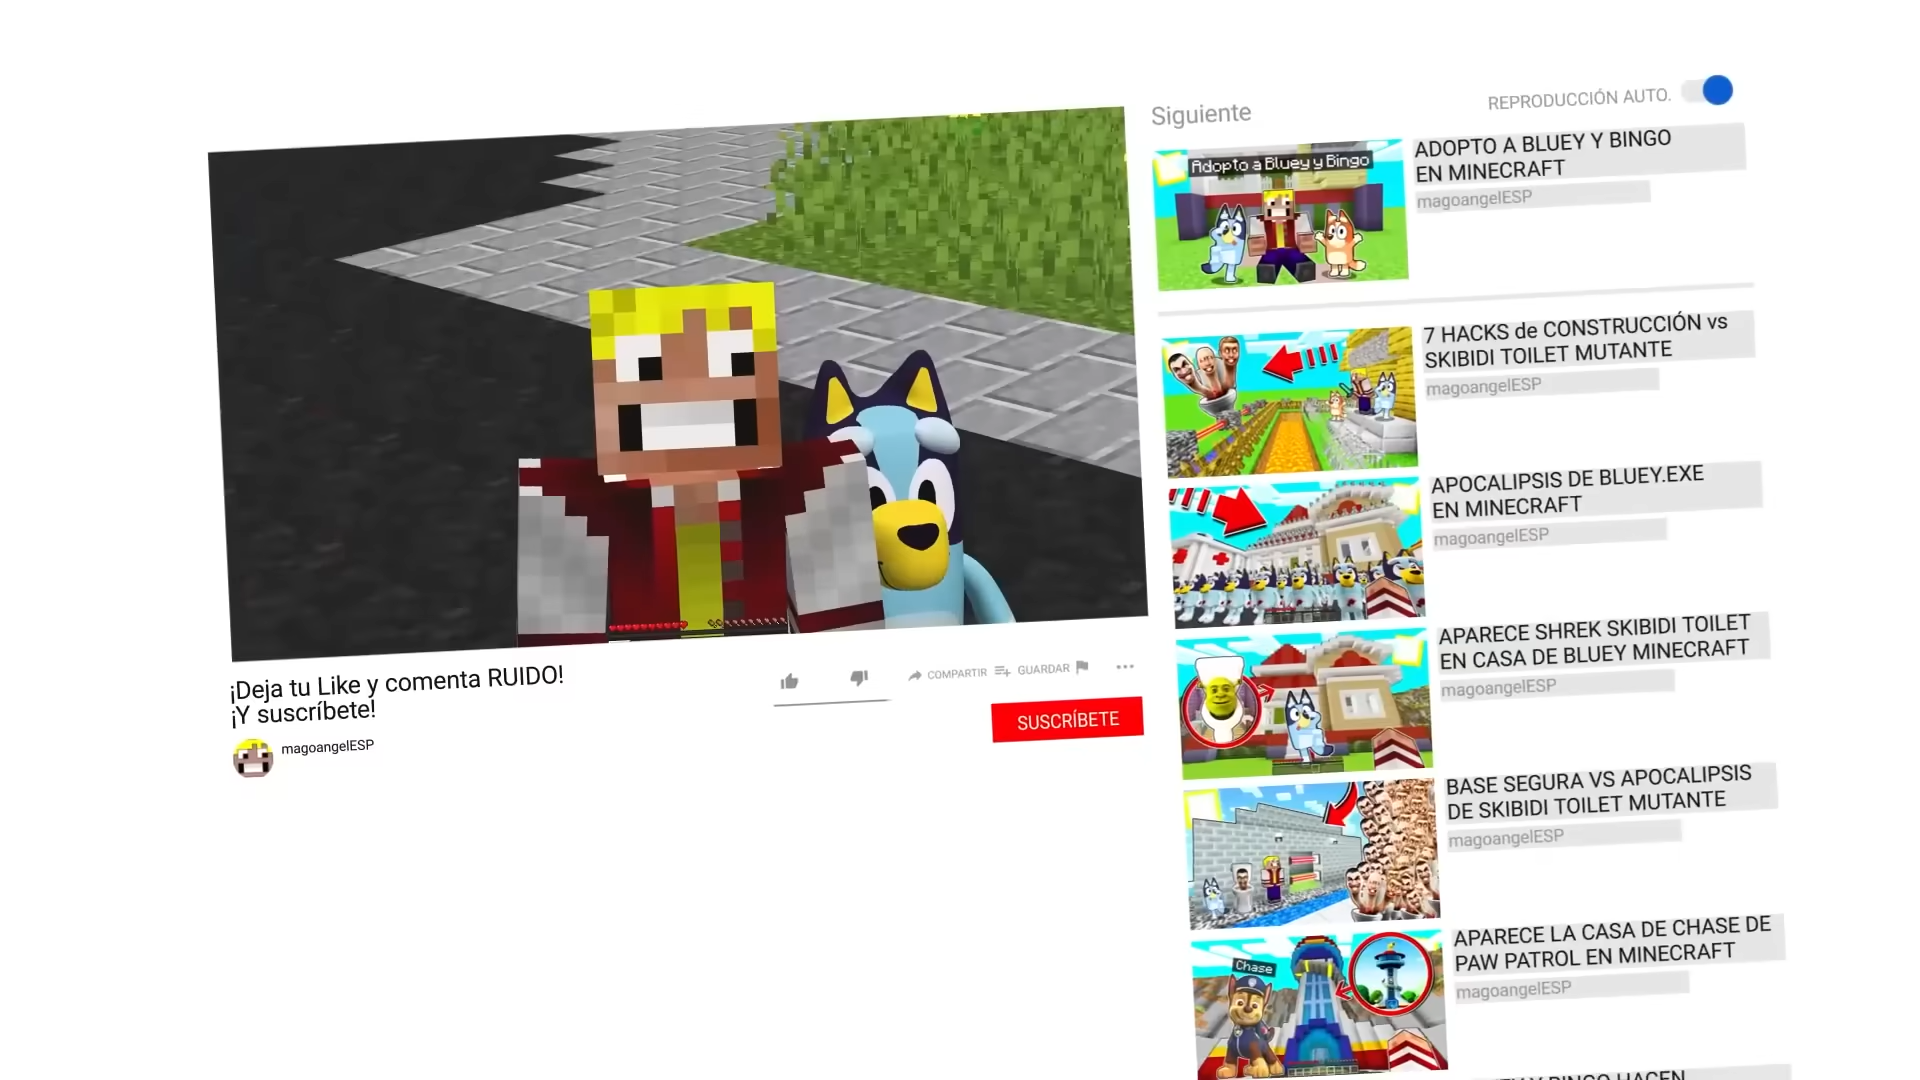 ¡Deja tu Like y comenta RUIDO!
¡Y suscríbete!
magoangelESP
COMPARTIR
GUARDAR
SUSCRÍBETE
Siguiente
REPRODUCCIÓN AUTO.
Adopto a Bluey y Bingo
ADOPTO A BLUEY Y BINGO
EN MINECRAFT
magoangelESP
7 HACKS de CONSTRUCCIÓN vs
SKIBIDI TOILET MUTANTE
magoangelESP
APOCALIPSIS DE BLUEY.EXE
EN MINECRAFT
magoangelESP
APARECE SHREK SKIBIDI TOILET
EN CASA DE BLUEY MINECRAFT
magoangelESP
BASE SEGURA VS APOCALIPSIS
DE SKIBIDI TOILET MUTANTE
magoangelESP
Chase
APARECE LA CASA DE CHASE DE
PAW PATROL EN MINECRAFT
magoangelESP
Y BINGO HACEN